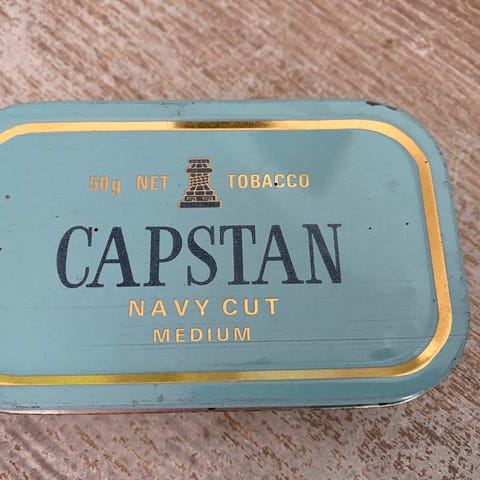 50g NET TOBACCO
CAPSTAN
NAVY CUT
MEDIUM